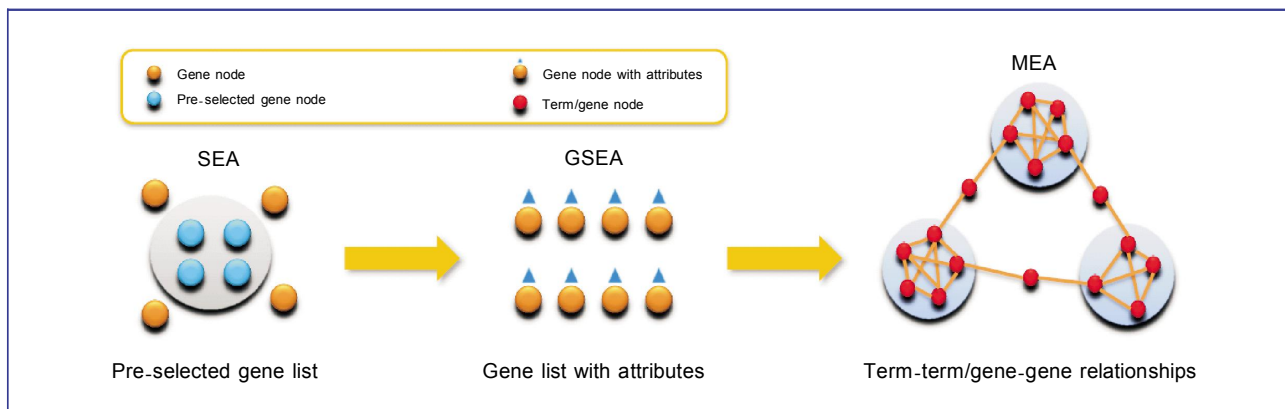 Gene node
Pre-selected gene node
Gene node with attributes
Term/gene node
SEA
GSEA
MEA
Pre-selected gene list
Gene list with attributes
Term-term/gene-gene relationships